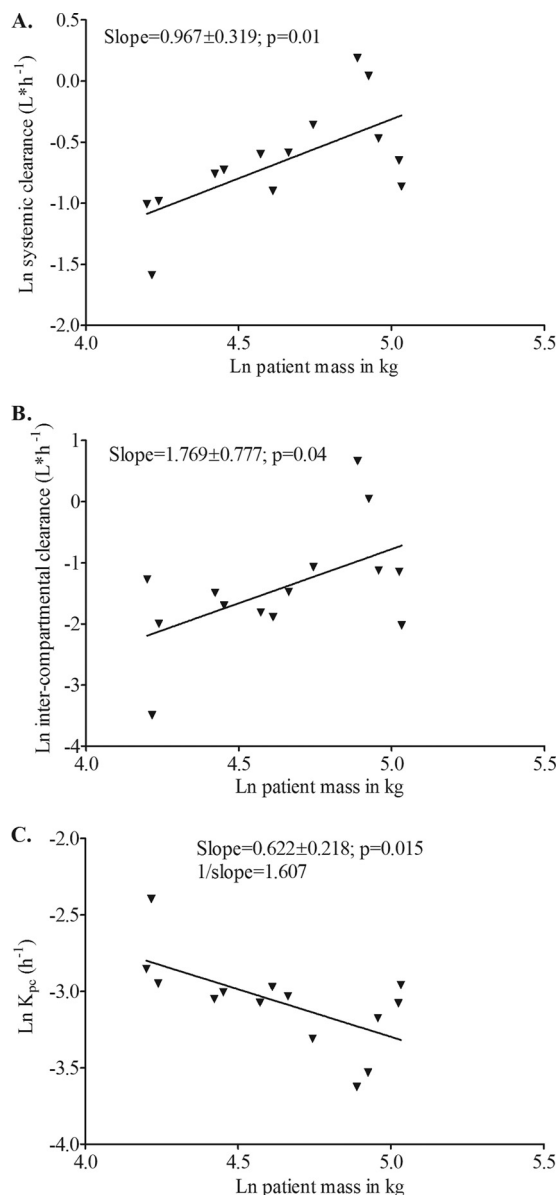 A.
Slope=0.967±0.319; p=0.01
Ln systemic clearance (L*h⁻¹)
0.5
0.0
-0.5
-1.0
-1.5
-2.0
4.0 4.5 5.0 5.5
Ln patient mass in kg
B.
Slope=1.769±0.777; p=0.04
Ln inter-compartmental clearance (L*h⁻¹)
1
0
-1
-2
-3
-4
4.0 4.5 5.0 5.5
Ln patient mass in kg
C.
Slope=0.622±0.218; p=0.015
1/slope=1.607
Ln Kpc (h⁻¹)
-2.0
-2.5
-3.0
-3.5
-4.0
4.0 4.5 5.0 5.5
Ln patient mass in kg